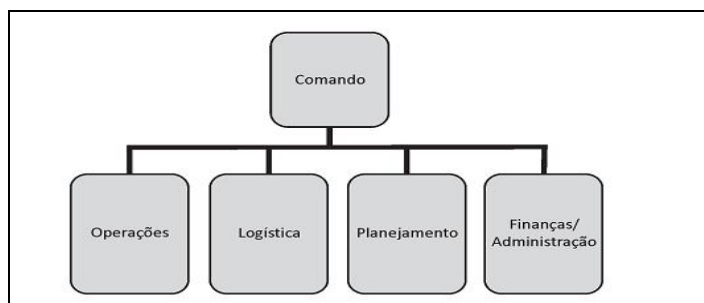 Comando
Operações
Logística
Planejamento
Finanças/
Administração